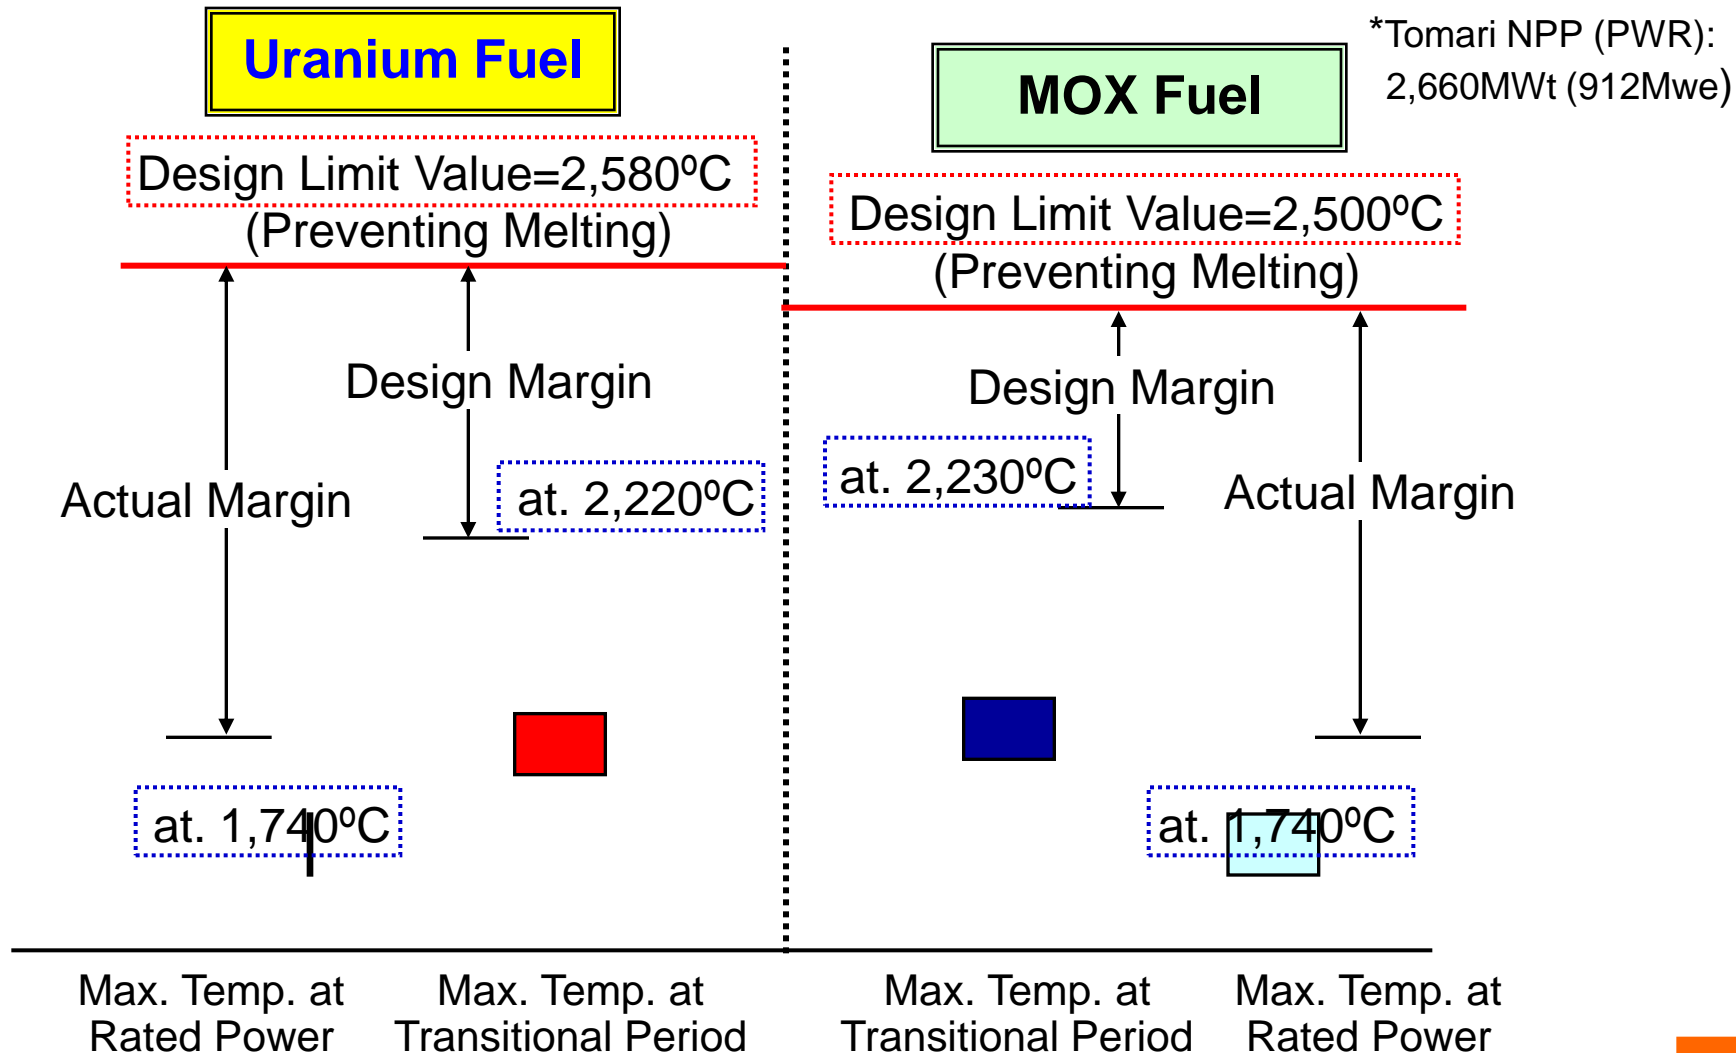 Uranium Fuel
Design Limit Value=2,580ºC
(Preventing Melting)
Design Margin
at. 2,220ºC
Actual Margin
at. 1,740ºC
Max. Temp. at
Rated Power
Max. Temp. at
Transitional Period
*Tomari NPP (PWR):
2,660MWt (912Mwe)
MOX Fuel
Design Limit Value=2,500ºC
(Preventing Melting)
Design Margin
at. 2,230ºC
Actual Margin
at. 1,740ºC
Max. Temp. at
Transitional Period
Max. Temp. at
Rated Power